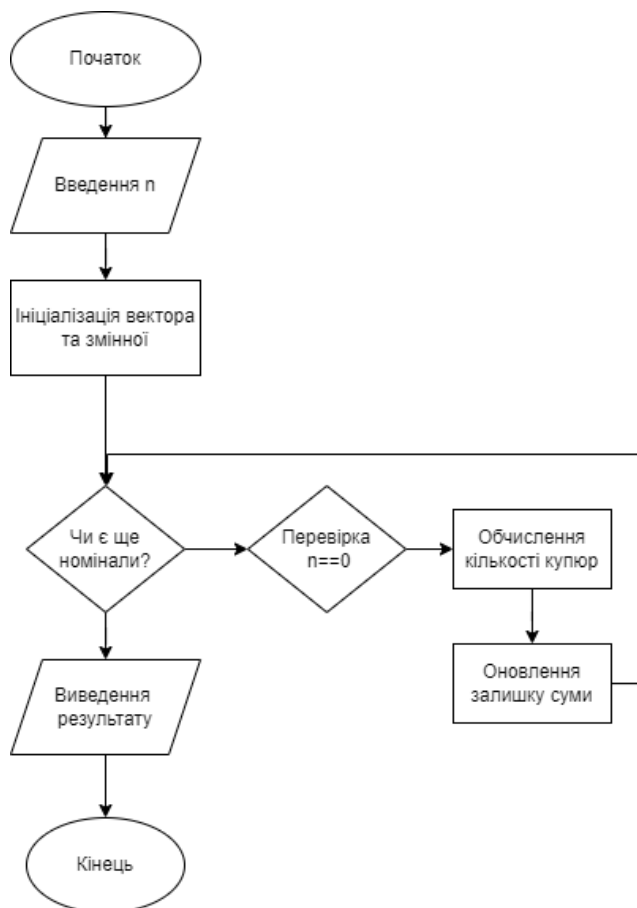 Початок
Введення n
Ініціалізація вектора
та змінної
Чи є ще
номінали?
Перевірка
n==0
Обчислення
кількості купюр
Оновлення
залишку суми
Виведення
результату
Кінець